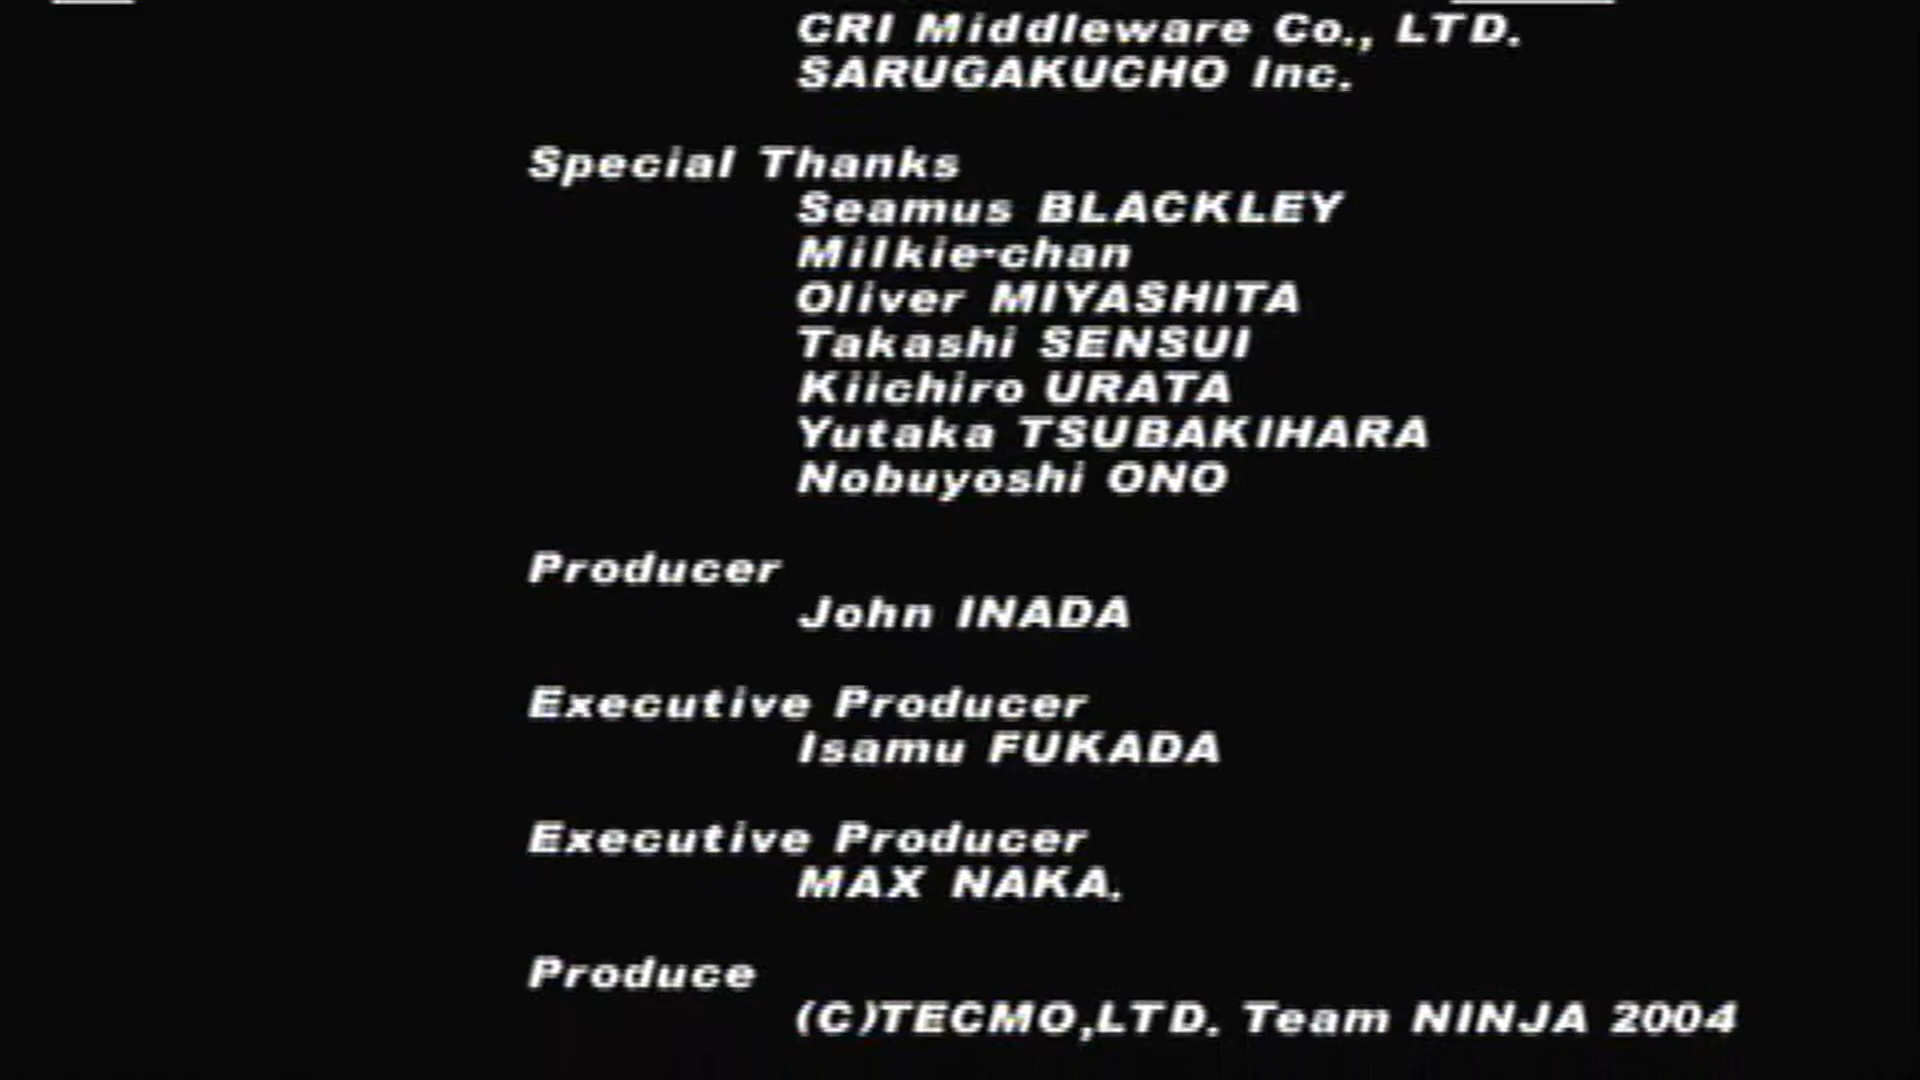 CRI Middleware Co., LTD.
SARUGAKUCHO Inc.
Special Thanks
Seamus BLACKLEY
Milkie-chan
Oliver MIYASHITA
Takashi SENSUI
Kiichiro URATA
Yutaka TSUBAKIHARA
Nobuyoshi ONO
Producer
John INADA
Executive Producer
Isamu FUKADA
Executive Producer
MAX NAKA.
Produce
(C)TECMO,LTD. Team NINJA 2004